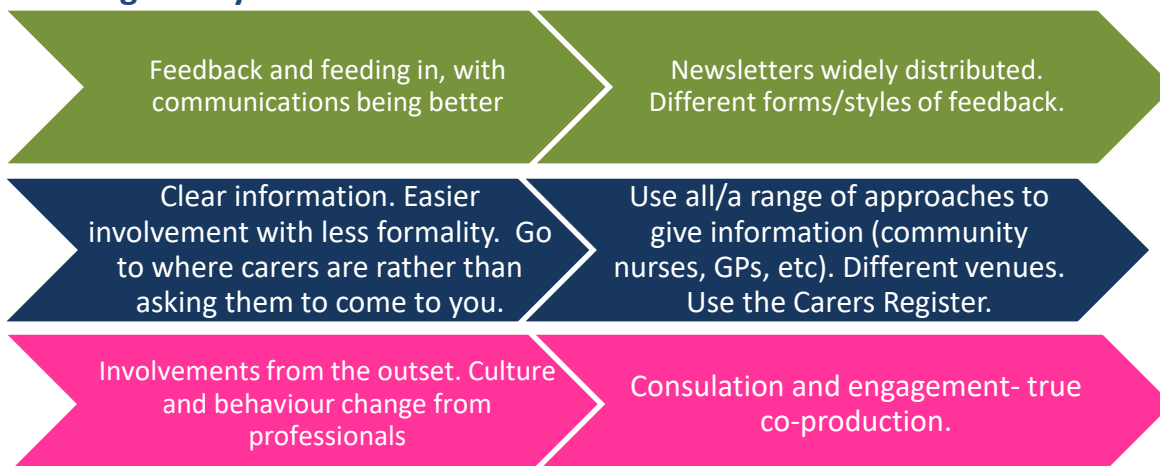 Feedback and feeding in, with
communications being better
Newsletters widely distributed.
Different forms/styles of feedback.
Clear information. Easier
involvement with less formality.  Go
to where carers are rather than
asking them to come to you.
Use all/a range of approaches to
give information (community
nurses, GPs, etc). Different venues.
Use the Carers Register.
Involvements from the outset. Culture
and behaviour change from
professionals
Consulation and engagement- true
co-production.